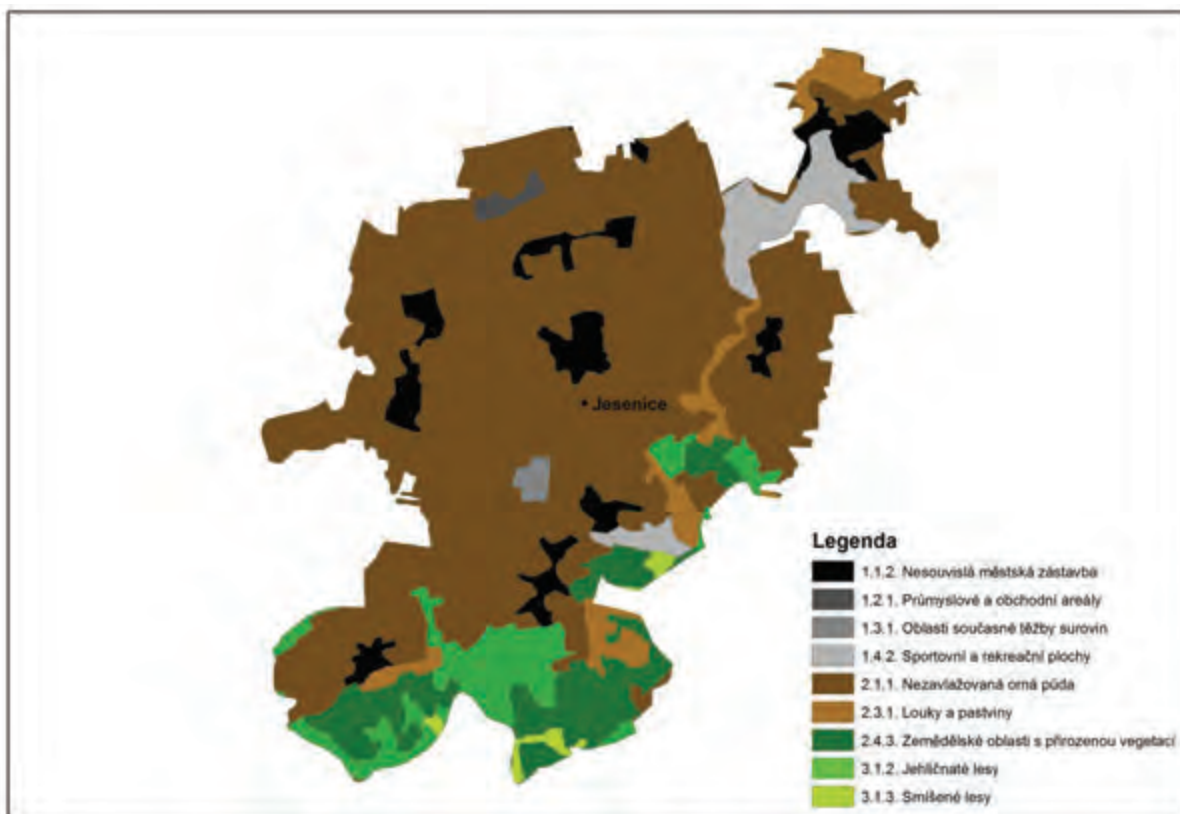 Jesenice
Legenda
1.1.2. Nesouvislá městská zástavba
1.2.1. Průmyslové a obchodní areály
1.3.1. Oblasti současné těžby surovin
1.4.2. Sportovní a rekreační plochy
2.1.1. Nezavlažovaná orná půda
2.3.1. Louky a pastviny
2.4.3. Zemědělské oblasti s přirozenou vegetací
3.1.2. Jehličnaté lesy
3.1.3. Smíšené lesy